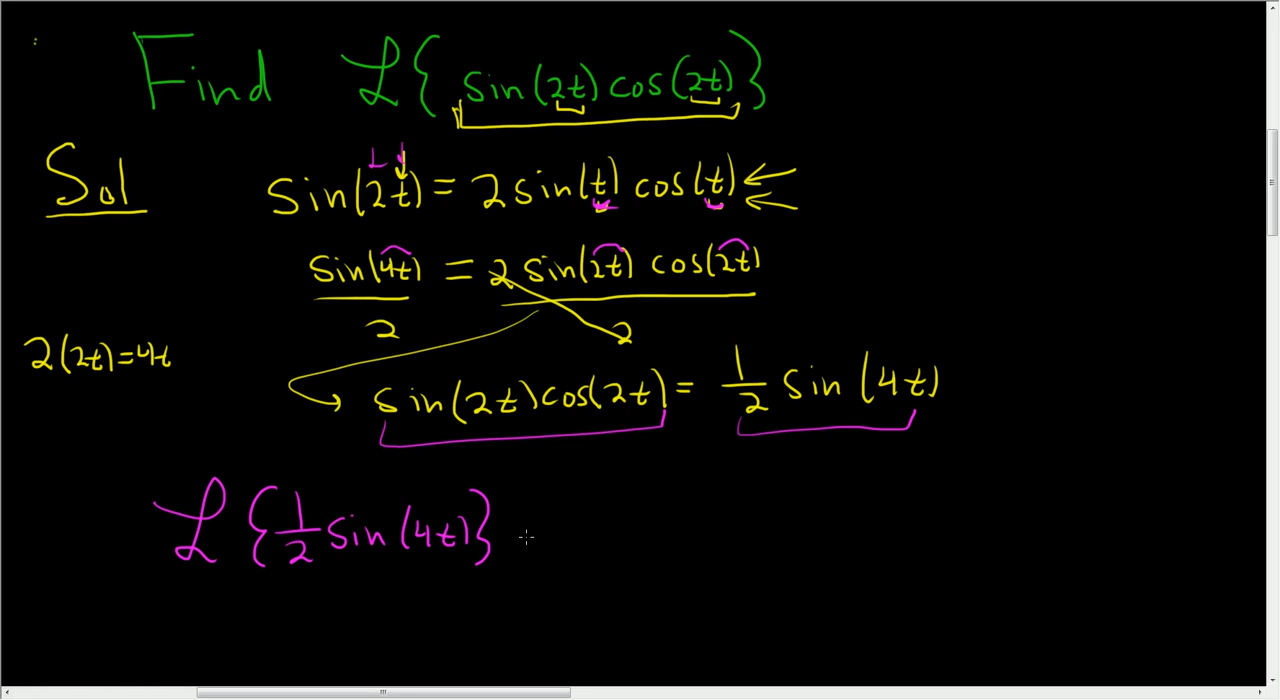 Find ℒ{sin(2t) cos(2t)}
Sol
sin(2t) = 2 sin(t) cos(t)
sin(4t)/2 = 2 sin(2t) cos(2t)/2
2(2t)=4t
sin(2t)cos(2t) = 1/2 sin(4t)
ℒ{1/2 sin(4t)}